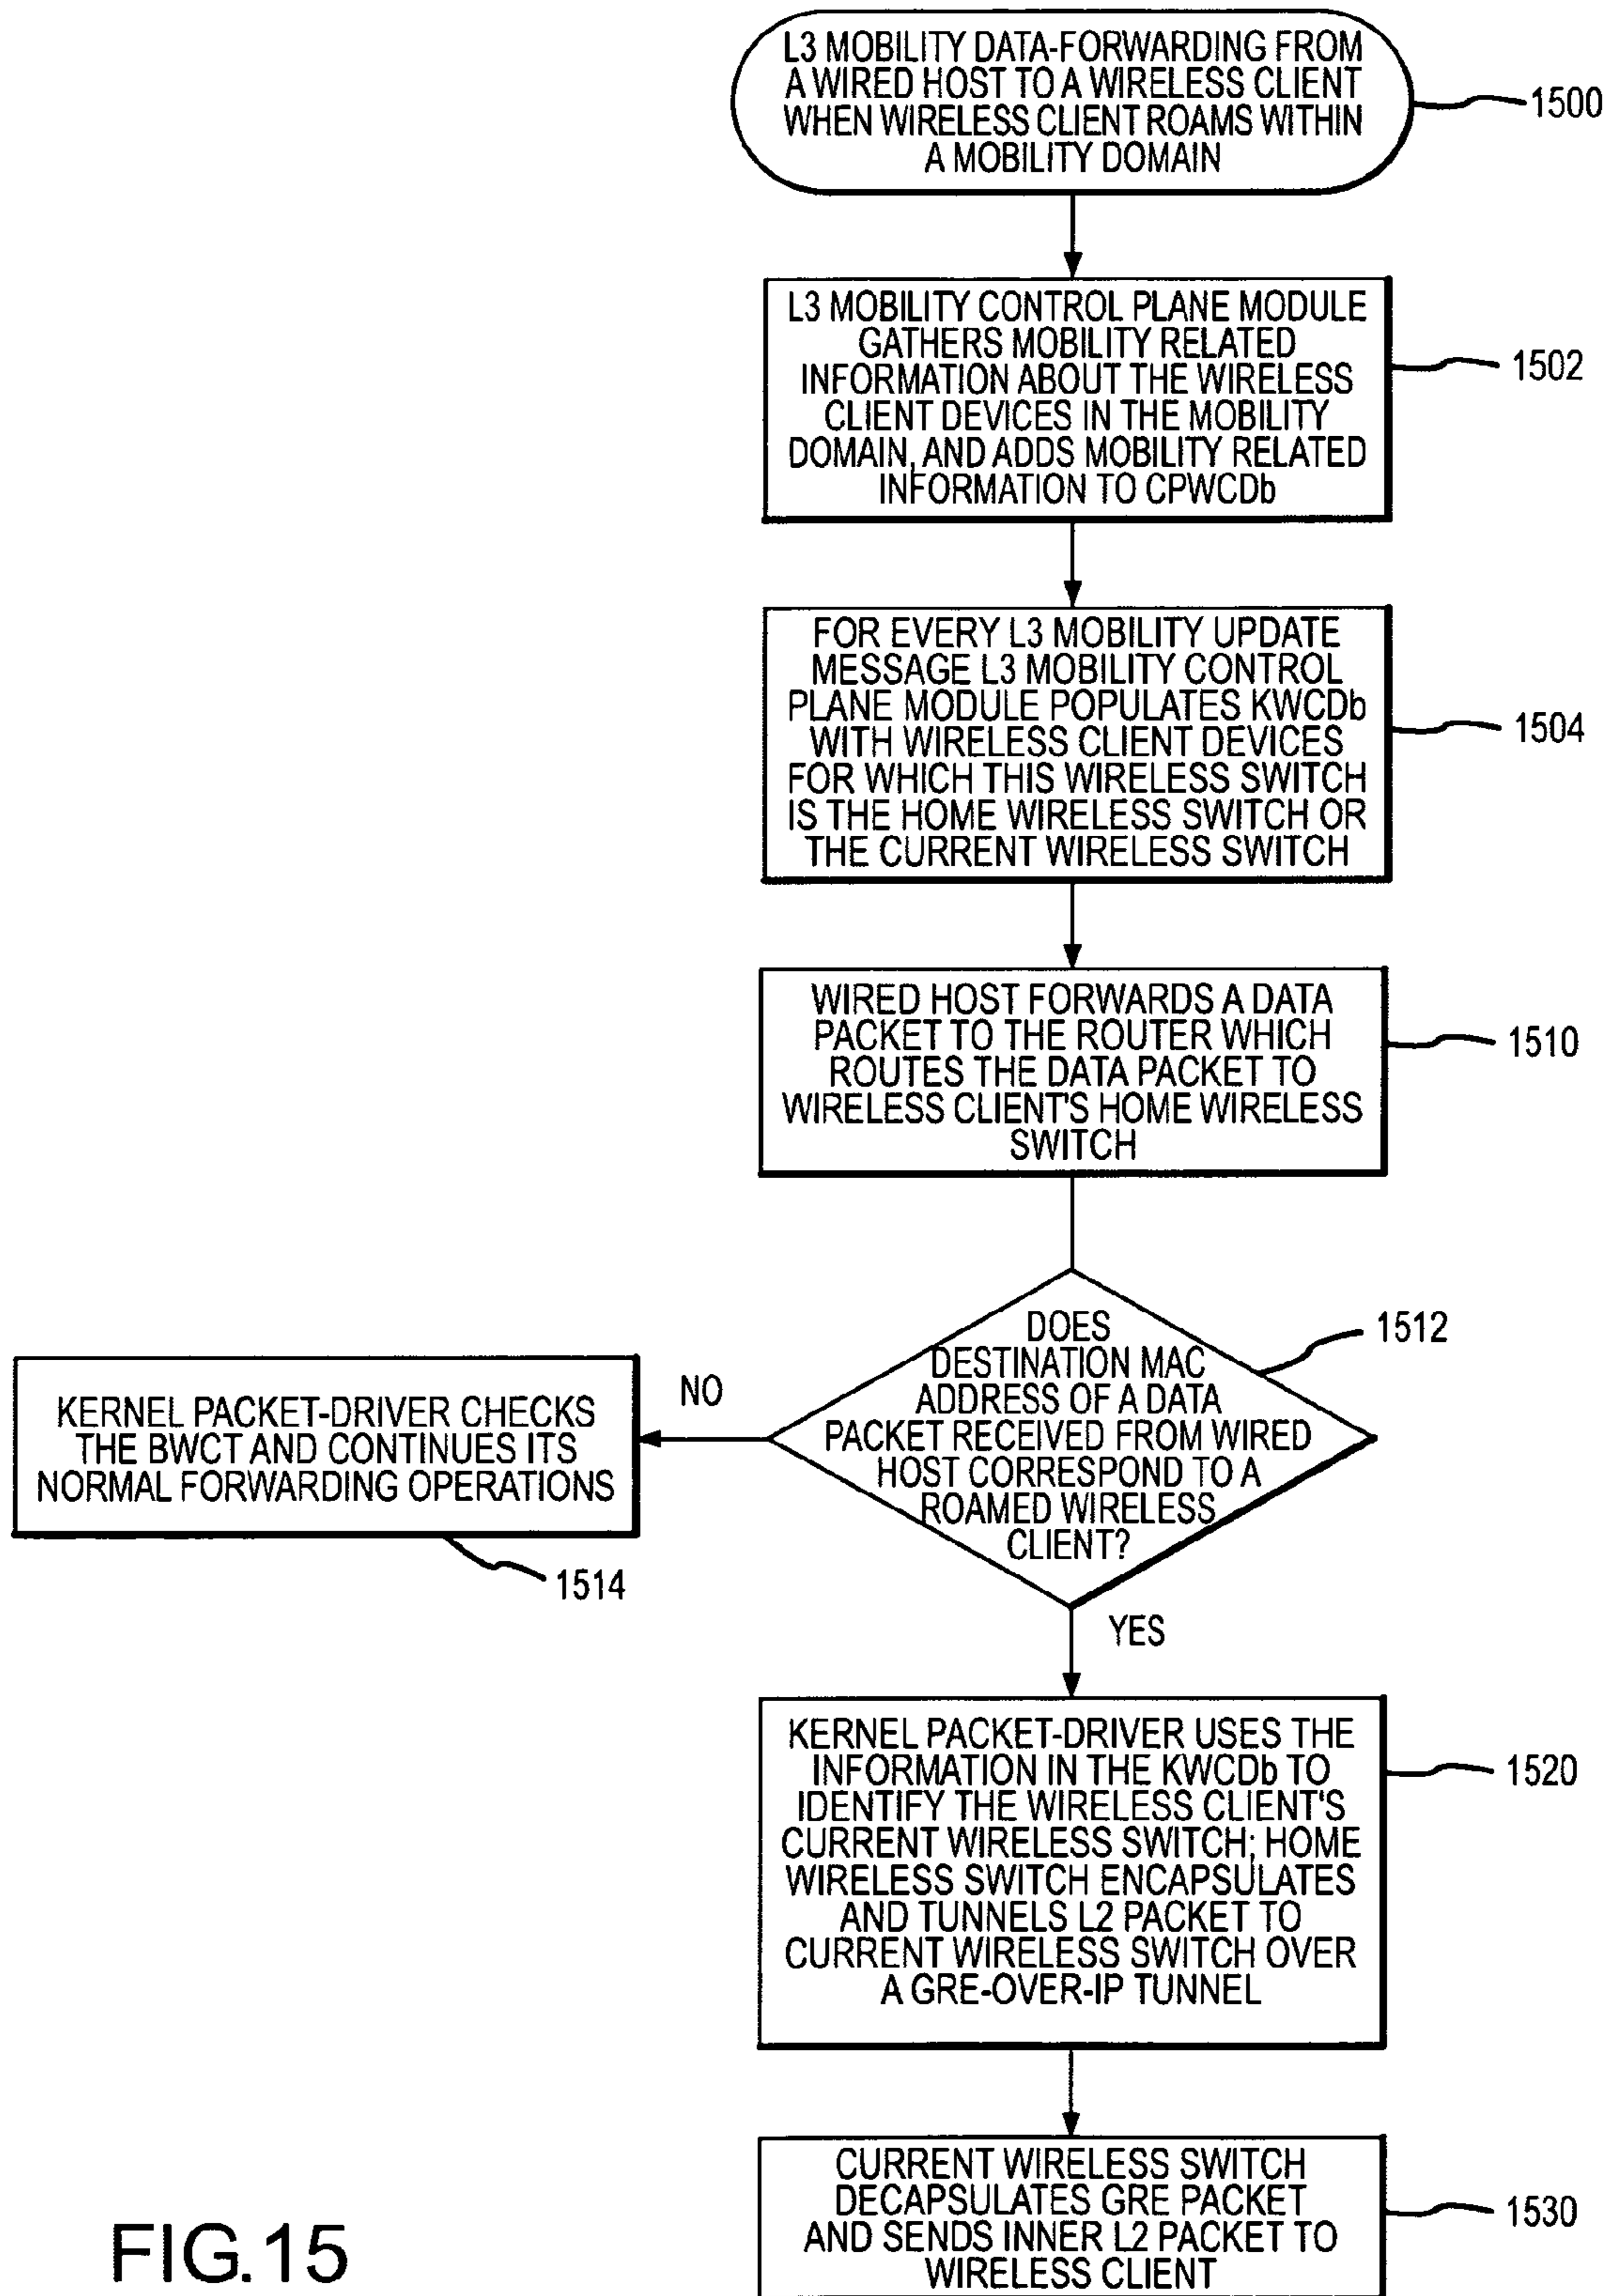 L3 MOBILITY DATA-FORWARDING FROM
A WIRED HOST TO A WIRELESS CLIENT
WHEN WIRELESS CLIENT ROAMS WITHIN
A MOBILITY DOMAIN
1500
L3 MOBILITY CONTROL PLANE MODULE
GATHERS MOBILITY RELATED
INFORMATION ABOUT THE WIRELESS
CLIENT DEVICES IN THE MOBILITY
DOMAIN, AND ADDS MOBILITY RELATED
INFORMATION TO CPWCDb
1502
FOR EVERY L3 MOBILITY UPDATE
MESSAGE L3 MOBILITY CONTROL
PLANE MODULE POPULATES KWCDb
WITH WIRELESS CLIENT DEVICES
FOR WHICH THIS WIRELESS SWITCH
IS THE HOME WIRELESS SWITCH OR
THE CURRENT WIRELESS SWITCH
1504
WIRED HOST FORWARDS A DATA
PACKET TO THE ROUTER WHICH
ROUTES THE DATA PACKET TO
WIRELESS CLIENT'S HOME WIRELESS
SWITCH
1510
DOES
DESTINATION MAC
ADDRESS OF A DATA
PACKET RECEIVED FROM WIRED
HOST CORRESPOND TO A
ROAMED WIRELESS
CLIENT?
1512
NO
KERNEL PACKET-DRIVER CHECKS
THE BWCT AND CONTINUES ITS
NORMAL FORWARDING OPERATIONS
1514
YES
KERNEL PACKET-DRIVER USES THE
INFORMATION IN THE KWCDb TO
IDENTIFY THE WIRELESS CLIENT'S
CURRENT WIRELESS SWITCH; HOME
WIRELESS SWITCH ENCAPSULATES
AND TUNNELS L2 PACKET TO
CURRENT WIRELESS SWITCH OVER
A GRE-OVER-IP TUNNEL
1520
CURRENT WIRELESS SWITCH
DECAPSULATES GRE PACKET
AND SENDS INNER L2 PACKET TO
WIRELESS CLIENT
1530
FIG.15